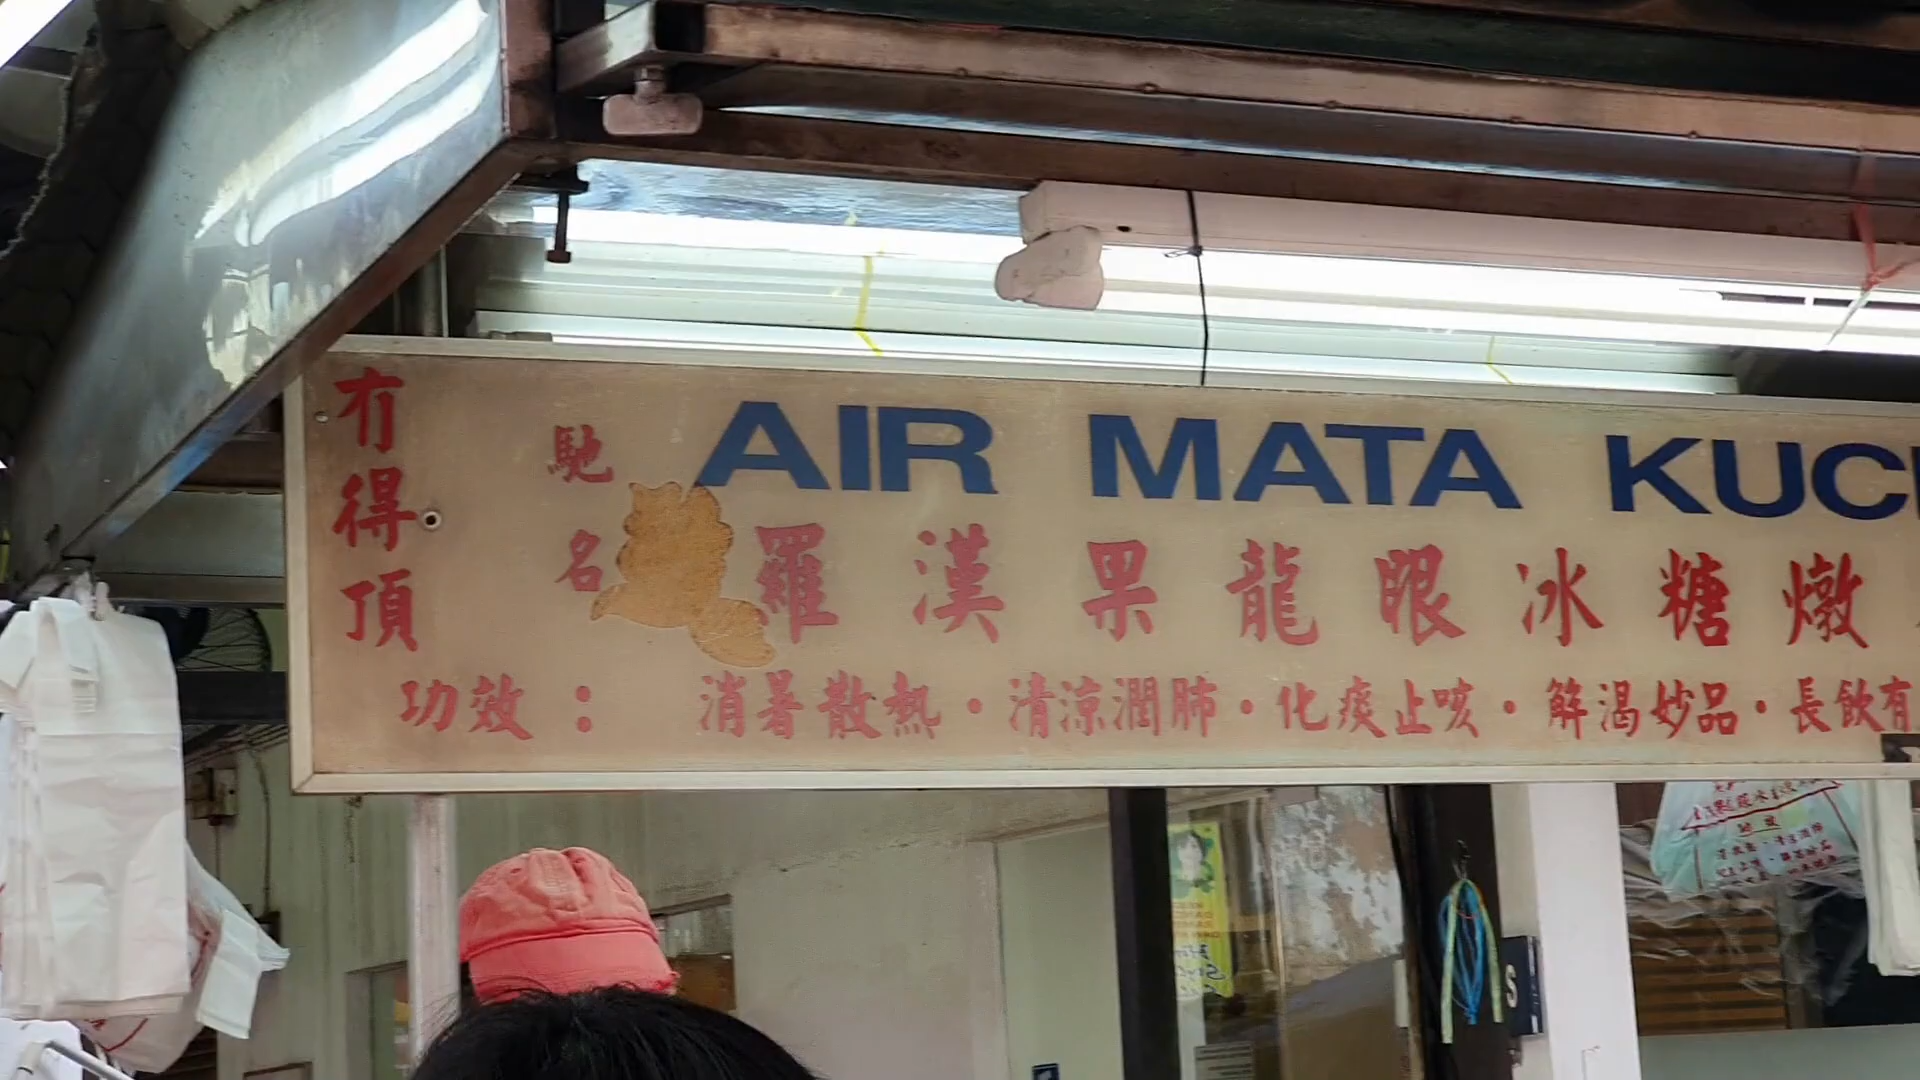 冇得頂
馳名
AIR MATA KUC
羅漢果龍眼冰糖燉
功效：消暑散熱·清涼潤肺·化痰止咳·解渴妙品·長飲有
S